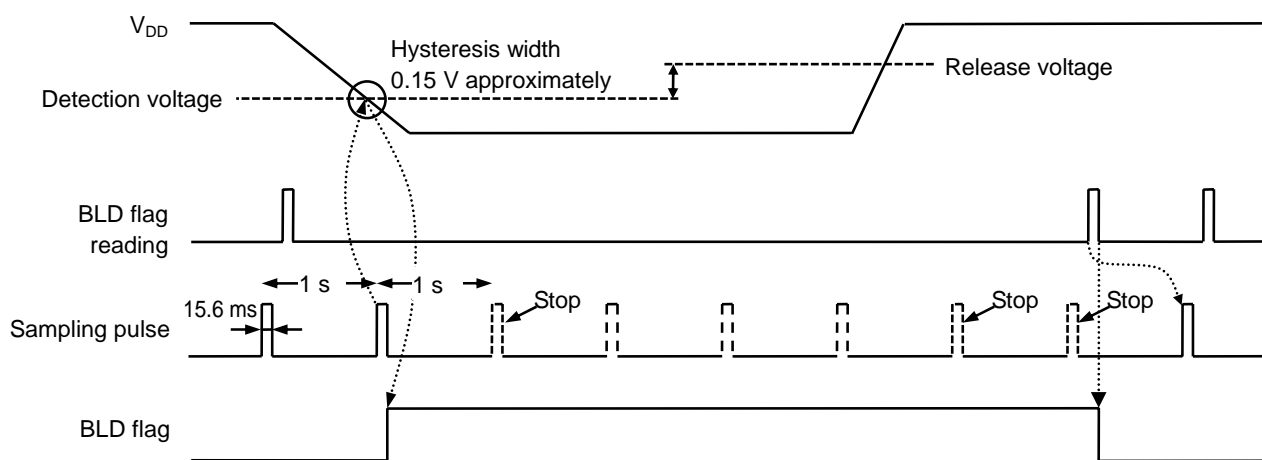 VDD
Hysteresis width
0.15 V approximately
Release voltage
Detection voltage
BLD flag
reading
1 s
1 s
15.6 ms
Stop
Stop
Stop
Sampling pulse
BLD flag